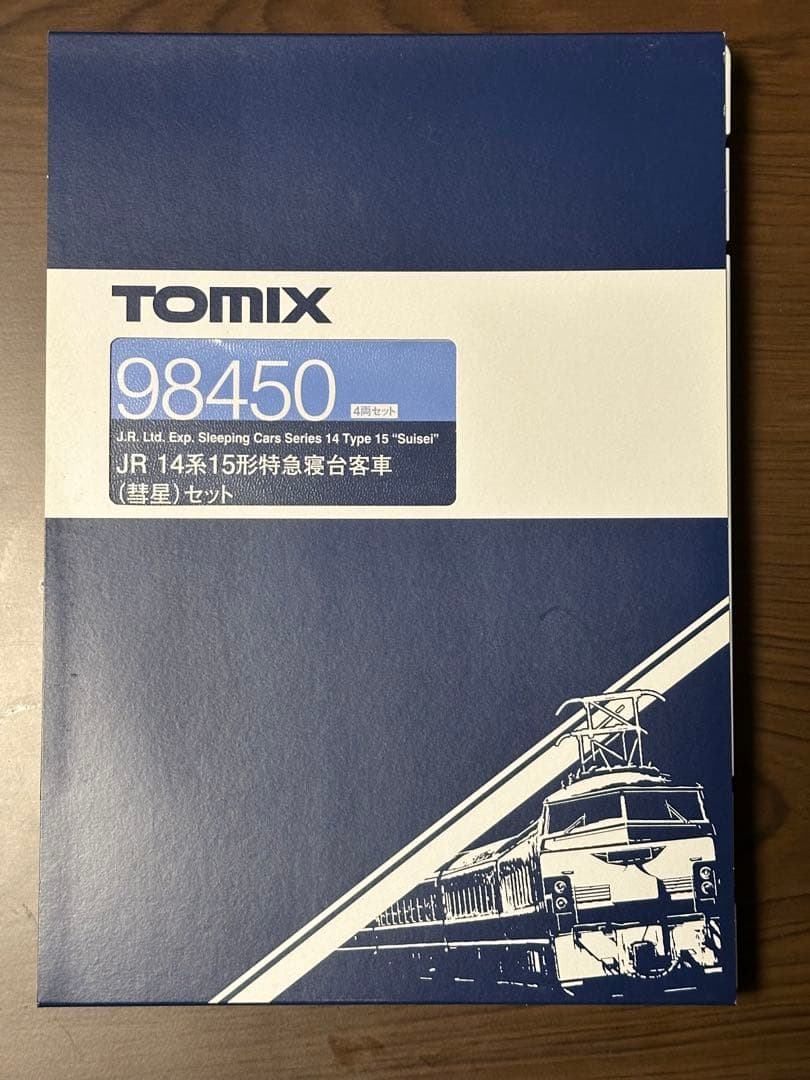 TOMIX
98450 4両セット
J.R. Ltd. Exp. Sleeping Cars Series 14 Type 15 “Suisei”
JR 14系15形特急寝台客車
(彗星)セット